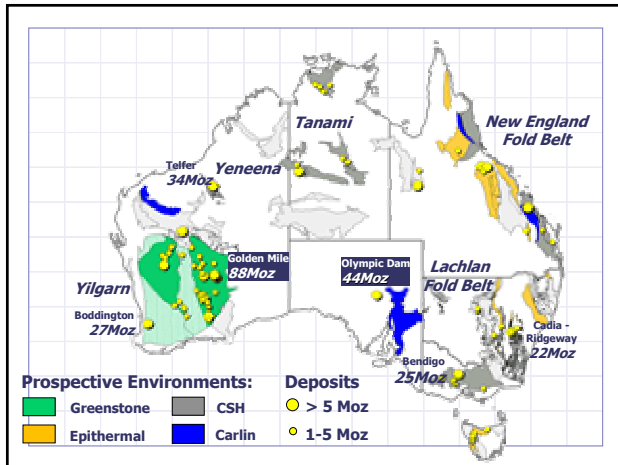 New England
Fold Belt
Tanami
Yeneena
Telfer
34Moz
Golden Mile
88Moz
Olympic Dam
44Moz
Lachlan
Fold Belt
Yilgarn
Boddington
27Moz
Cadia -
Ridgeway
22Moz
Bendigo
25Moz
Prospective Environments:
Greenstone
CSH
Epithermal
Carlin
Deposits
> 5 Moz
1-5 Moz